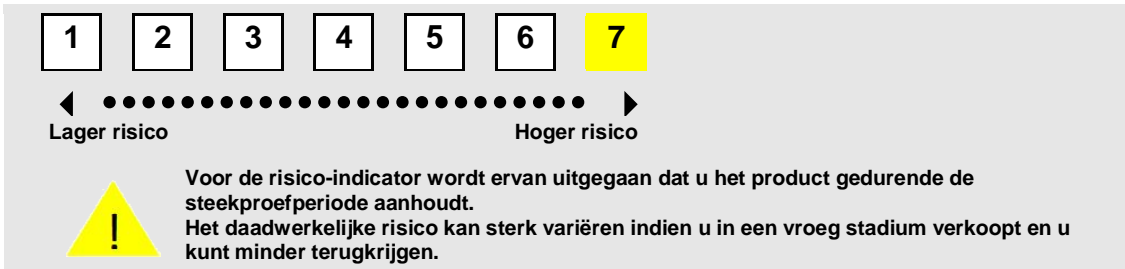 1 2 3 4 5 6 7
Lager risico Hoger risico
!
Voor de risico-indicator wordt ervan uitgegaan dat u het product gedurende de
steekproefperiode aanhoudt.
Het daadwerkelijke risico kan sterk variëren indien u in een vroeg stadium verkoopt en u
kunt minder terugkrijgen.